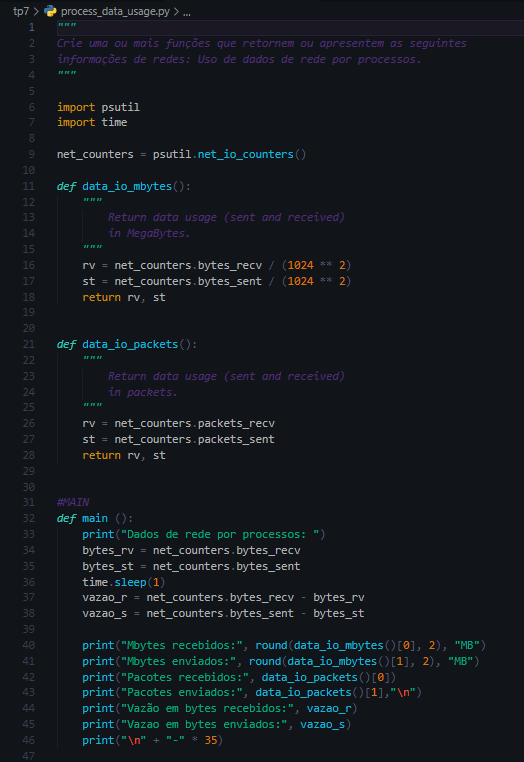 tp7 > process_data_usage.py > ...
1 """
2 Crie uma ou mais funções que retornem ou apresentem as seguintes
3 informações de redes: Uso de dados de rede por processos.
4 """
5
6 import psutil
7 import time
8
9 net_counters = psutil.net_io_counters()
10
11 def data_io_mbytes():
12     """
13         Return data usage (sent and received)
14         in MegaBytes.
15     """
16     rv = net_counters.bytes_recv / (1024 ** 2)
17     st = net_counters.bytes_sent / (1024 ** 2)
18     return rv, st
19
20
21 def data_io_packets():
22     """
23         Return data usage (sent and received)
24         in packets.
25     """
26     rv = net_counters.packets_recv
27     st = net_counters.packets_sent
28     return rv, st
29
30
31 #MAIN
32 def main ():
33     print("Dados de rede por processos: ")
34     bytes_rv = net_counters.bytes_recv
35     bytes_st = net_counters.bytes_sent
36     time.sleep(1)
37     vazao_r = net_counters.bytes_recv - bytes_rv
38     vazao_s = net_counters.bytes_sent - bytes_st
39
40     print("Mbytes recebidos:", round(data_io_mbytes()[0], 2), "MB")
41     print("Mbytes enviados:", round(data_io_mbytes()[1], 2), "MB")
42     print("Pacotes recebidos:", data_io_packets()[0])
43     print("Pacotes enviados:", data_io_packets()[1],"\n")
44     print("Vazão em bytes recebidos:", vazao_r)
45     print("Vazao em bytes enviados:", vazao_s)
46     print("\n" + "-" * 35)
47